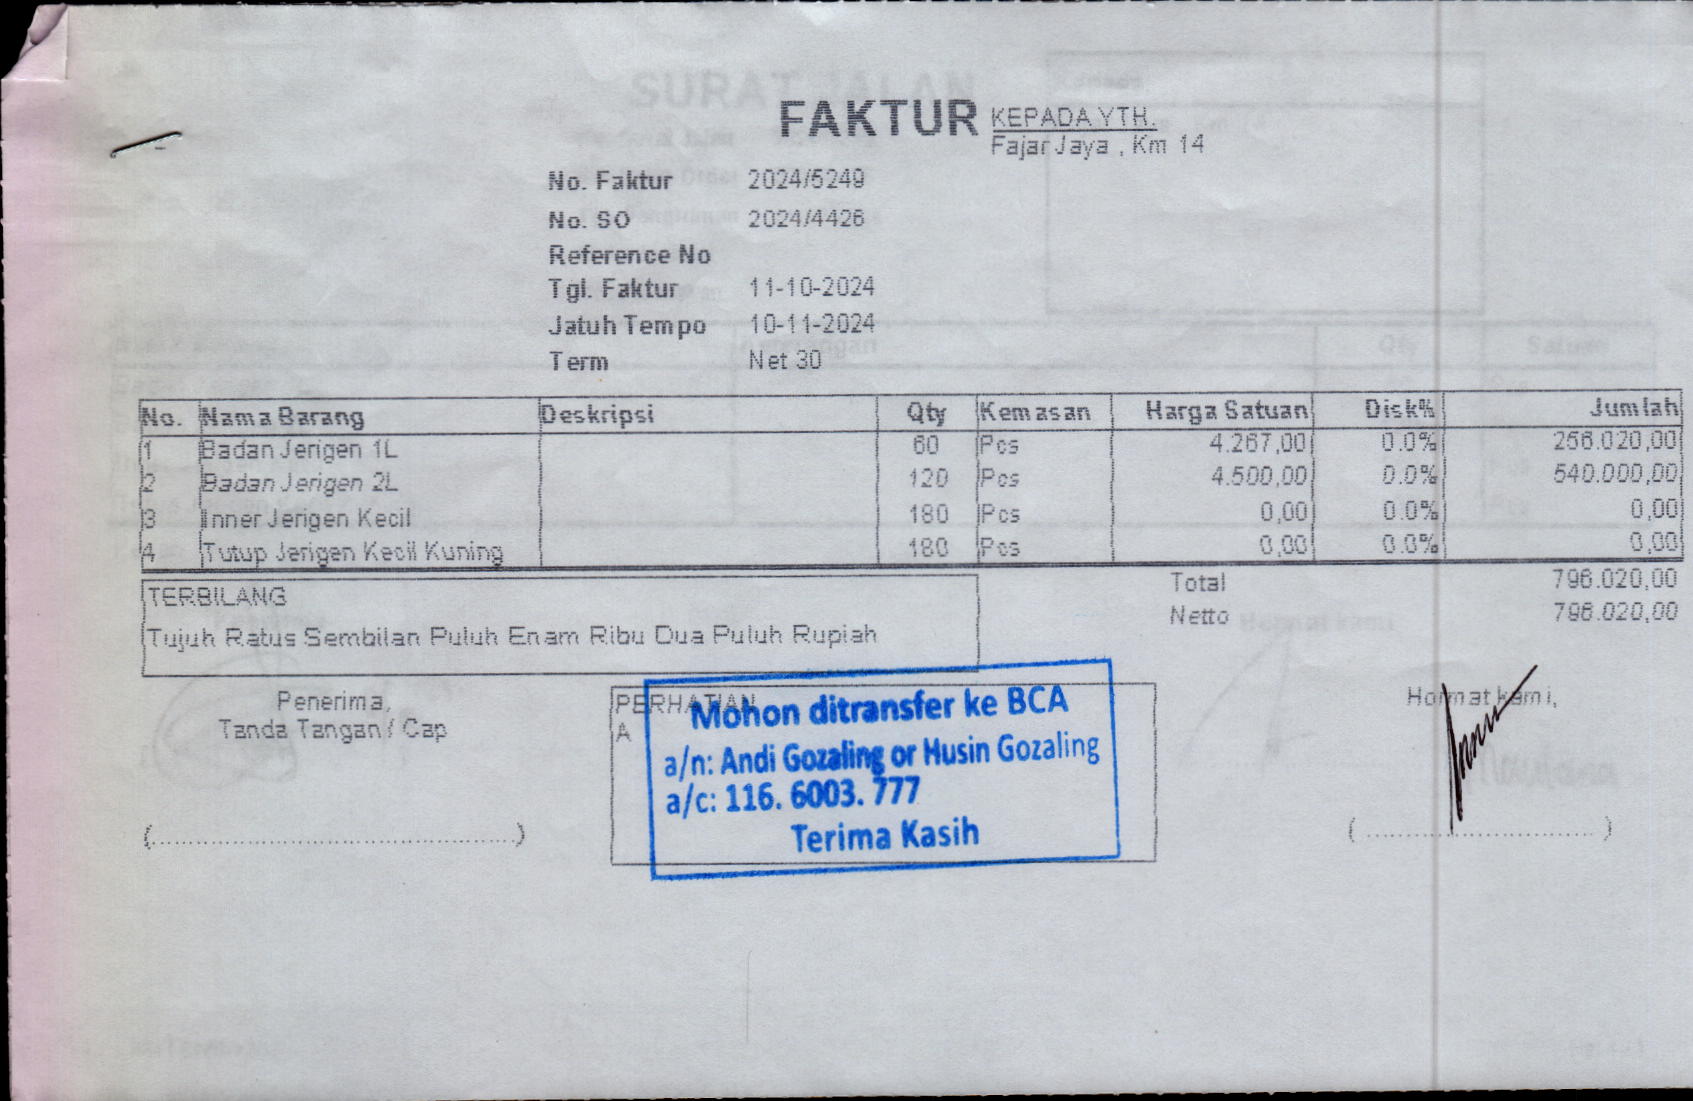 FAKTUR
KEPADA YTH.
Fajar Jaya , Km 14
No. Faktur 2024/5249
No. SO 2024/4426
Reference No
Tgl. Faktur 11-10-2024
Jatuh Tempo 10-11-2024
Term Net 30
No. Nama Barang Deskripsi Qty Kemasan Harga Satuan Disk% Jumlah
1 Badan Jerigen 1L 60 Pcs 4.267,00 0.0% 256.020,00
2 Badan Jerigen 2L 120 Pcs 4.500,00 0.0% 540.000,00
3 Inner Jerigen Kecil 180 Pcs 0,00 0.0% 0,00
4 Tutup Jerigen Kecil Kuning 180 Pcs 0,00 0.0% 0,00
Total 796.020,00
Netto 796.020,00
TERBILANG
Tujuh Ratus Sembilan Puluh Enam Ribu Dua Puluh Rupiah
Penerima,
Tanda Tangan / Cap
(......................................)
PERHATIAN
A
Mohon ditransfer ke BCA
a/n: Andi Gozaling or Husin Gozaling
a/c: 116. 6003. 777
Terima Kasih
Hormat kami,
(..........................)
SURAT JALAN
Qty
Satuan